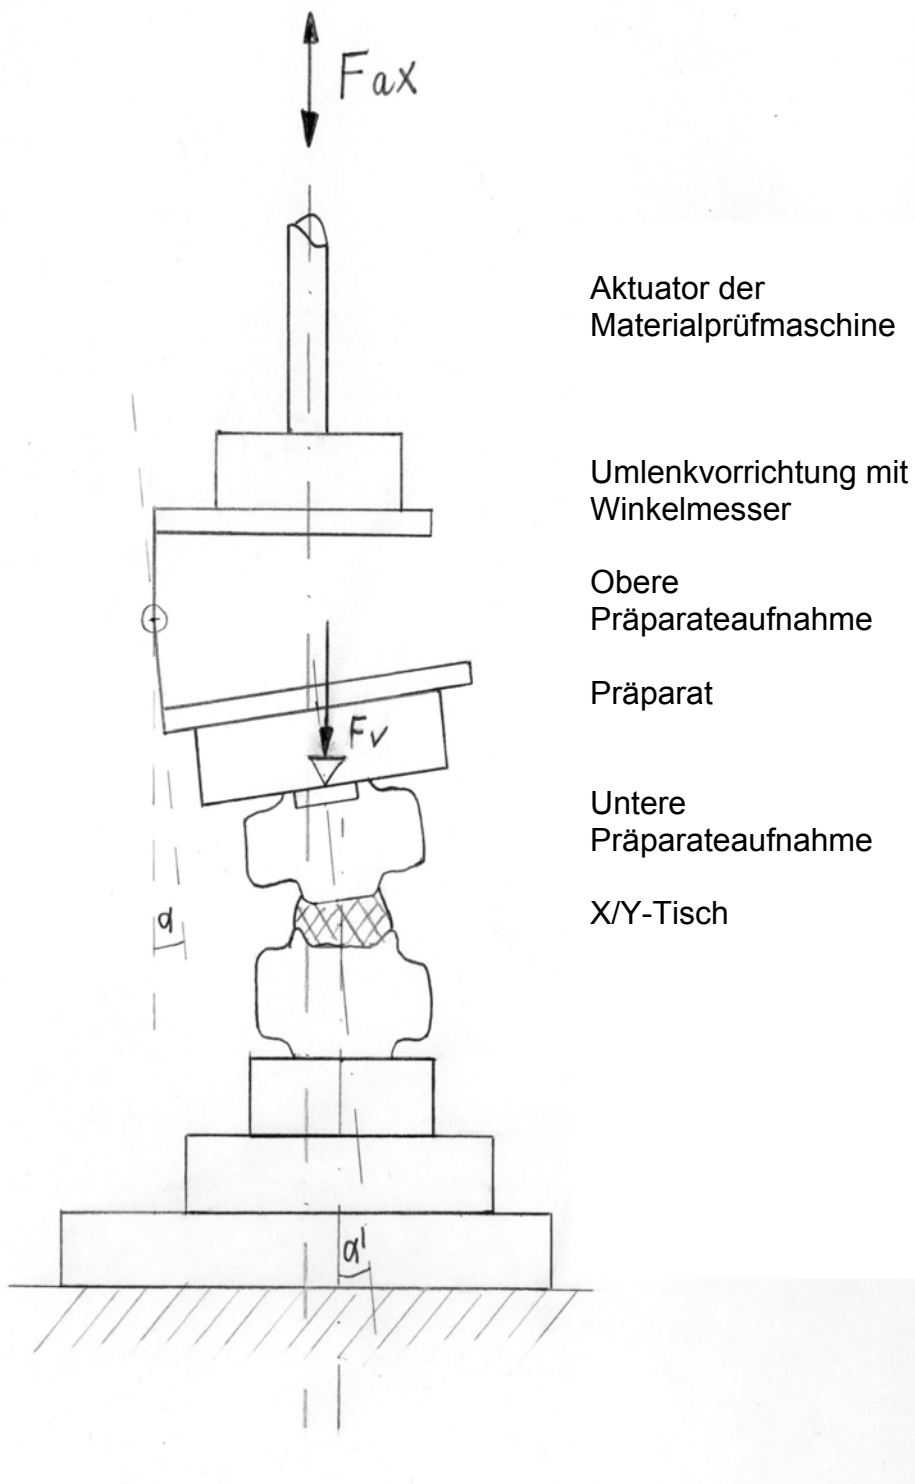 Fax
Aktuator der
Materialprüfmaschine
Umlenkvorrichtung mit
Winkelmesser
Obere
Präparateaufnahme
Präparat
Fv
Untere
Präparateaufnahme
X/Y-Tisch
α
α'